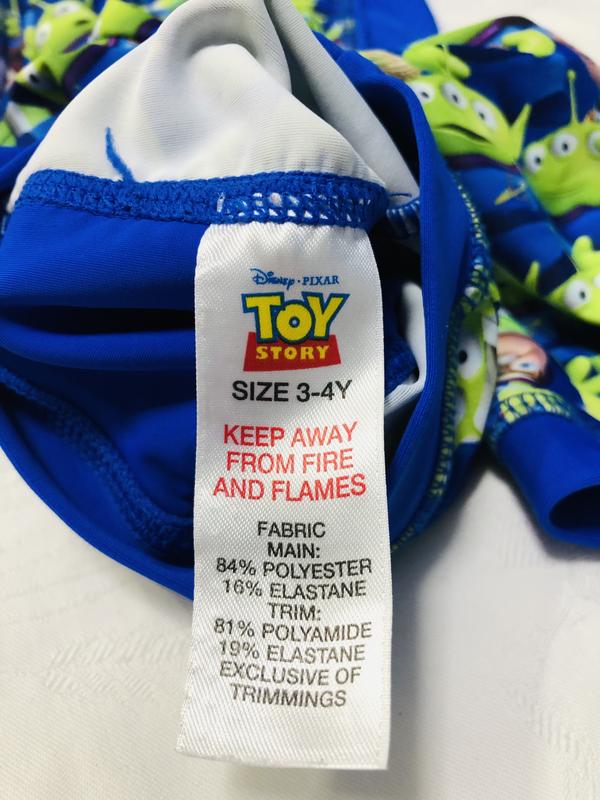 Disney · PIXAR
TOY
STORY
SIZE 3-4Y
KEEP AWAY
FROM FIRE
AND FLAMES
FABRIC
MAIN:
84% POLYESTER
16% ELASTANE
TRIM:
81% POLYAMIDE
19% ELASTANE
EXCLUSIVE OF
TRIMMINGS